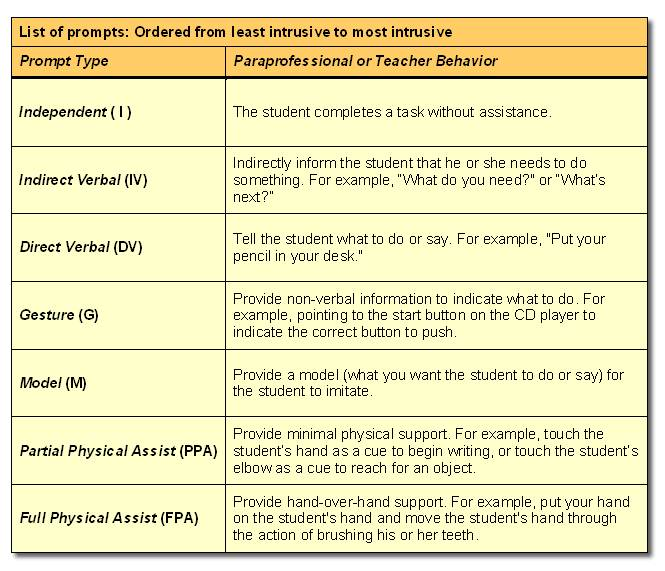 List of prompts: Ordered from least intrusive to most intrusive
Prompt Type
Paraprofessional or Teacher Behavior
Independent ( I )
The student completes a task without assistance.
Indirect Verbal (IV)
Indirectly inform the student that he or she needs to do
something. For example, "What do you need?" or "What's
next?"
Direct Verbal (DV)
Tell the student what to do or say. For example, "Put your
pencil in your desk."
Gesture (G)
Provide non-verbal information to indicate what to do. For
example, pointing to the start button on the CD player to
indicate the correct button to push.
Model (M)
Provide a model (what you want the student to do or say) for
the student to imitate.
Partial Physical Assist (PPA)
Provide minimal physical support. For example, touch the
student's hand as a cue to begin writing, or touch the student's
elbow as a cue to reach for an object.
Full Physical Assist (FPA)
Provide hand-over-hand support. For example, put your hand
on the student's hand and move the student's hand through
the action of brushing his or her teeth.